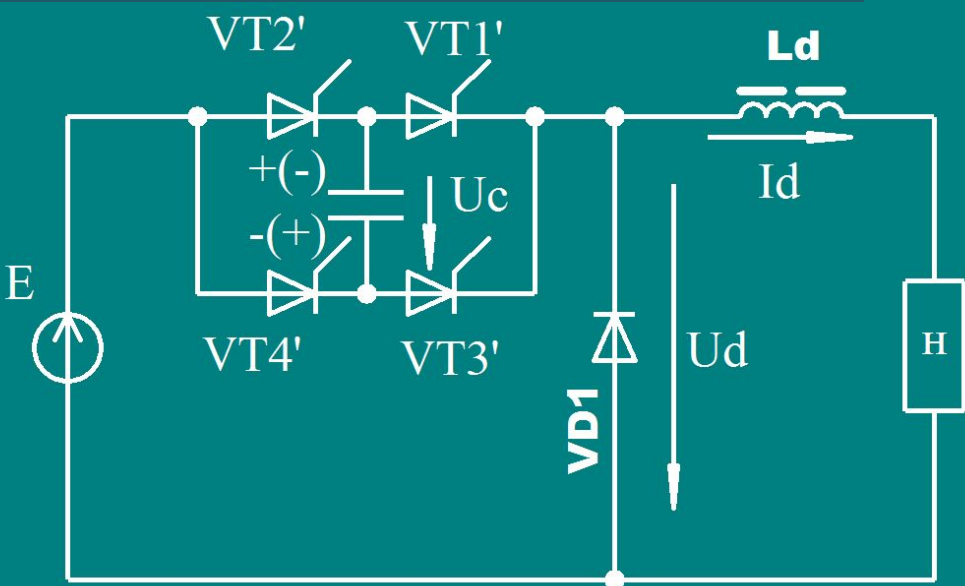 VT2'
VT1'
Ld
+(-)
Uc
Id
-(+)
E
VT4'
VT3'
Ud
H
VD1